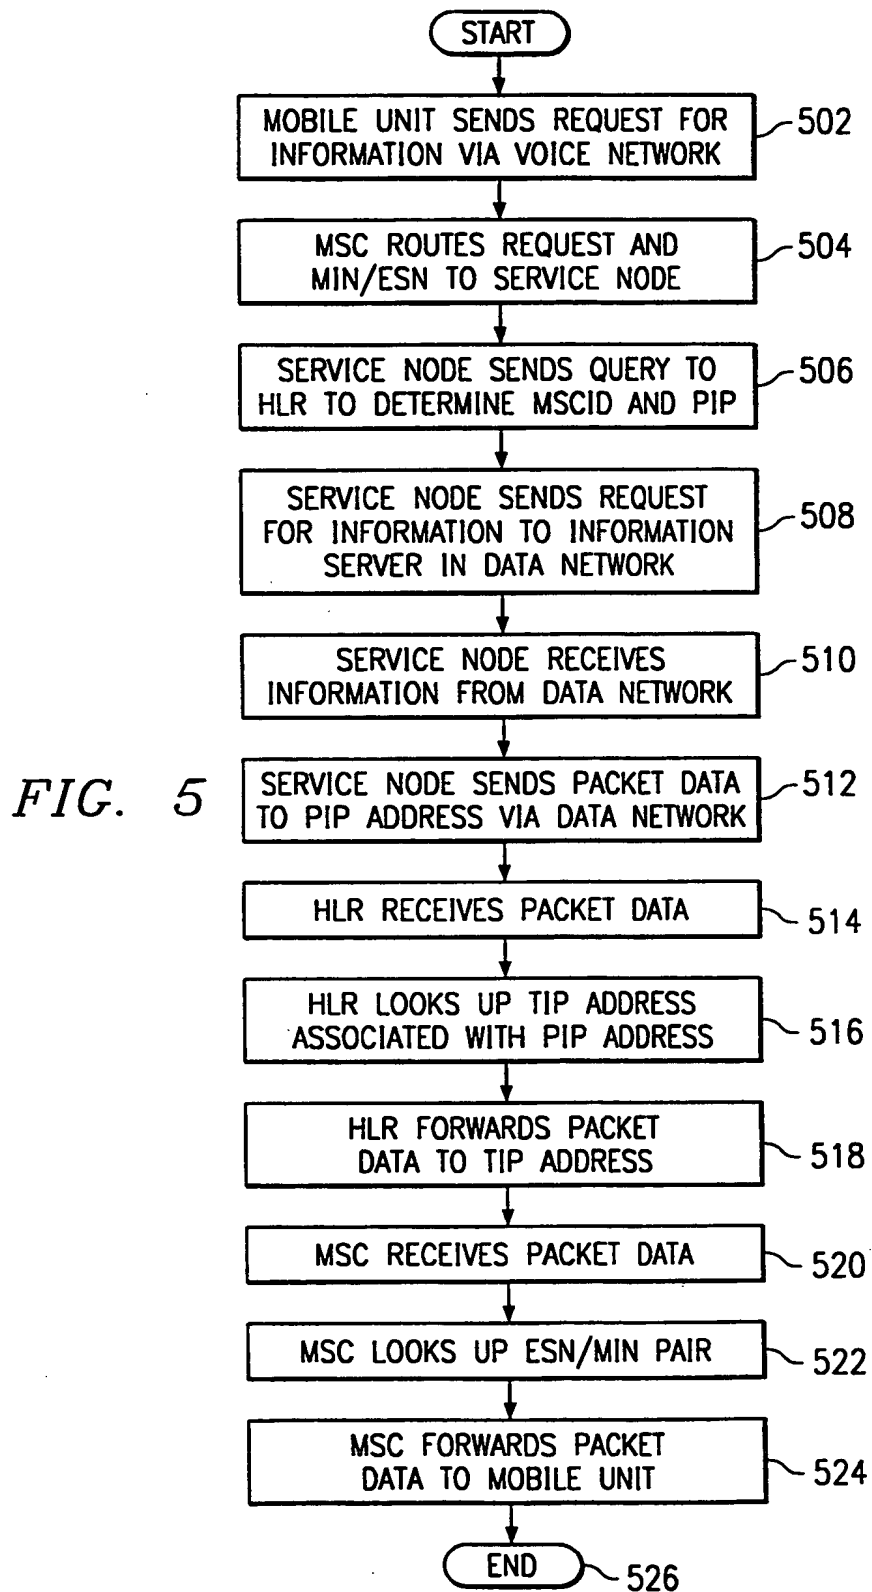 START
MOBILE UNIT SENDS REQUEST FOR
INFORMATION VIA VOICE NETWORK
502
MSC ROUTES REQUEST AND
MIN/ESN TO SERVICE NODE
504
SERVICE NODE SENDS QUERY TO
HLR TO DETERMINE MSCID AND PIP
506
SERVICE NODE SENDS REQUEST
FOR INFORMATION TO INFORMATION
SERVER IN DATA NETWORK
508
SERVICE NODE RECEIVES
INFORMATION FROM DATA NETWORK
510
FIG. 5
SERVICE NODE SENDS PACKET DATA
TO PIP ADDRESS VIA DATA NETWORK
512
HLR RECEIVES PACKET DATA
514
HLR LOOKS UP TIP ADDRESS
ASSOCIATED WITH PIP ADDRESS
516
HLR FORWARDS PACKET
DATA TO TIP ADDRESS
518
MSC RECEIVES PACKET DATA
520
MSC LOOKS UP ESN/MIN PAIR
522
MSC FORWARDS PACKET
DATA TO MOBILE UNIT
524
END
526